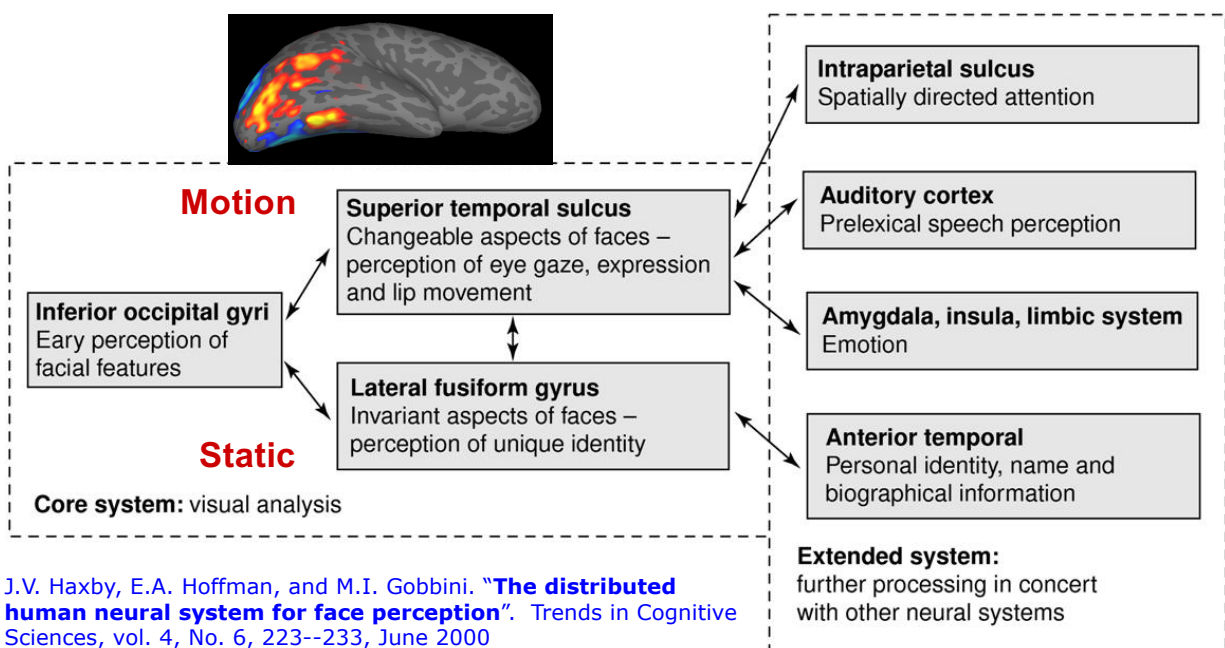 Motion
Superior temporal sulcus
Changeable aspects of faces –
perception of eye gaze, expression
and lip movement
Inferior occipital gyri
Eary perception of
facial features
Lateral fusiform gyrus
Invariant aspects of faces –
perception of unique identity
Static
Core system: visual analysis
Intraparietal sulcus
Spatially directed attention
Auditory cortex
Prelexical speech perception
Amygdala, insula, limbic system
Emotion
Anterior temporal
Personal identity, name and
biographical information
Extended system:
further processing in concert
with other neural systems
J.V. Haxby, E.A. Hoffman, and M.I. Gobbini. “The distributed
human neural system for face perception”. Trends in Cognitive
Sciences, vol. 4, No. 6, 223--233, June 2000